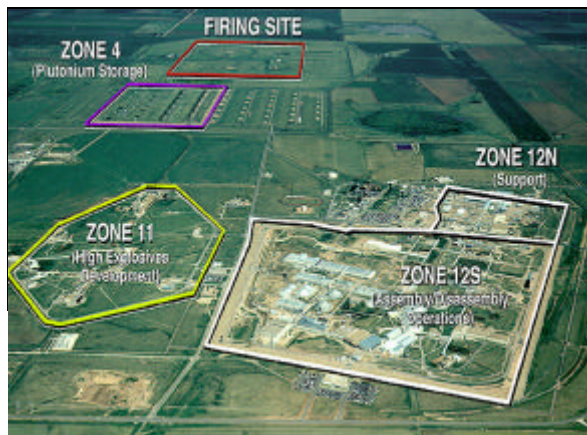 FIRING SITE
ZONE 4
(Plutonium Storage)
ZONE 12N
(Support)
ZONE 11
(High Explosives
Development)
ZONE 12S
(Assembly/Disassembly
Operations)